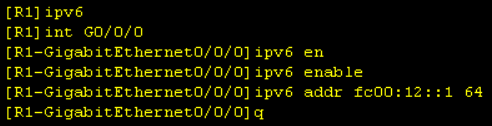 [R1]ipv6
[R1]int G0/0/0
[R1-GigabitEthernet0/0/0]ipv6 en
[R1-GigabitEthernet0/0/0]ipv6 enable
[R1-GigabitEthernet0/0/0]ipv6 addr fc00:12::1 64
[R1-GigabitEthernet0/0/0]q